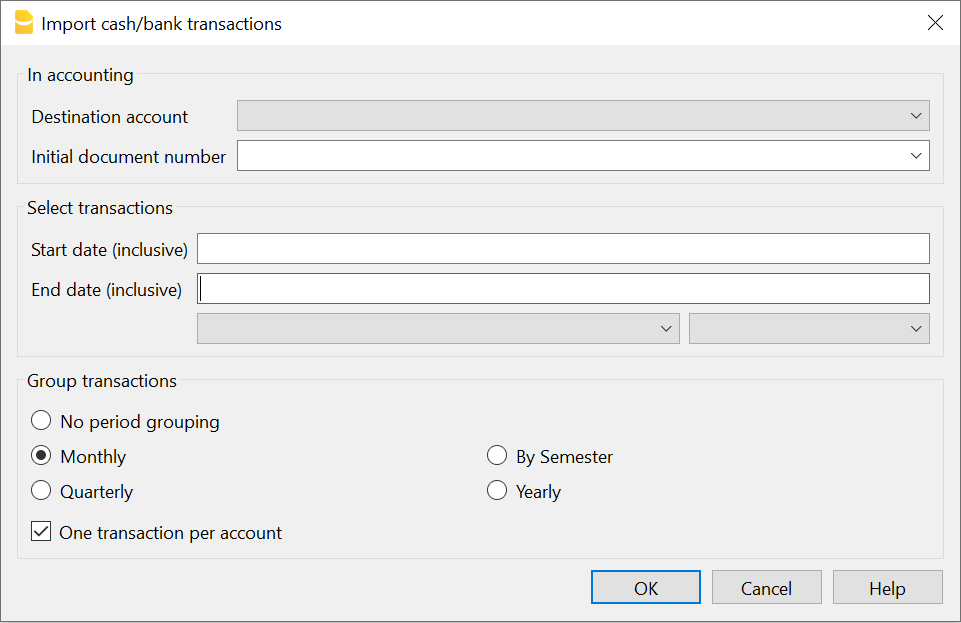 Import cash/bank transactions
In accounting
Destination account
Initial document number
Select transactions
Start date (inclusive)
End date (inclusive)
Group transactions
No period grouping
Monthly
By Semester
Quarterly
Yearly
One transaction per account
OK
Cancel
Help